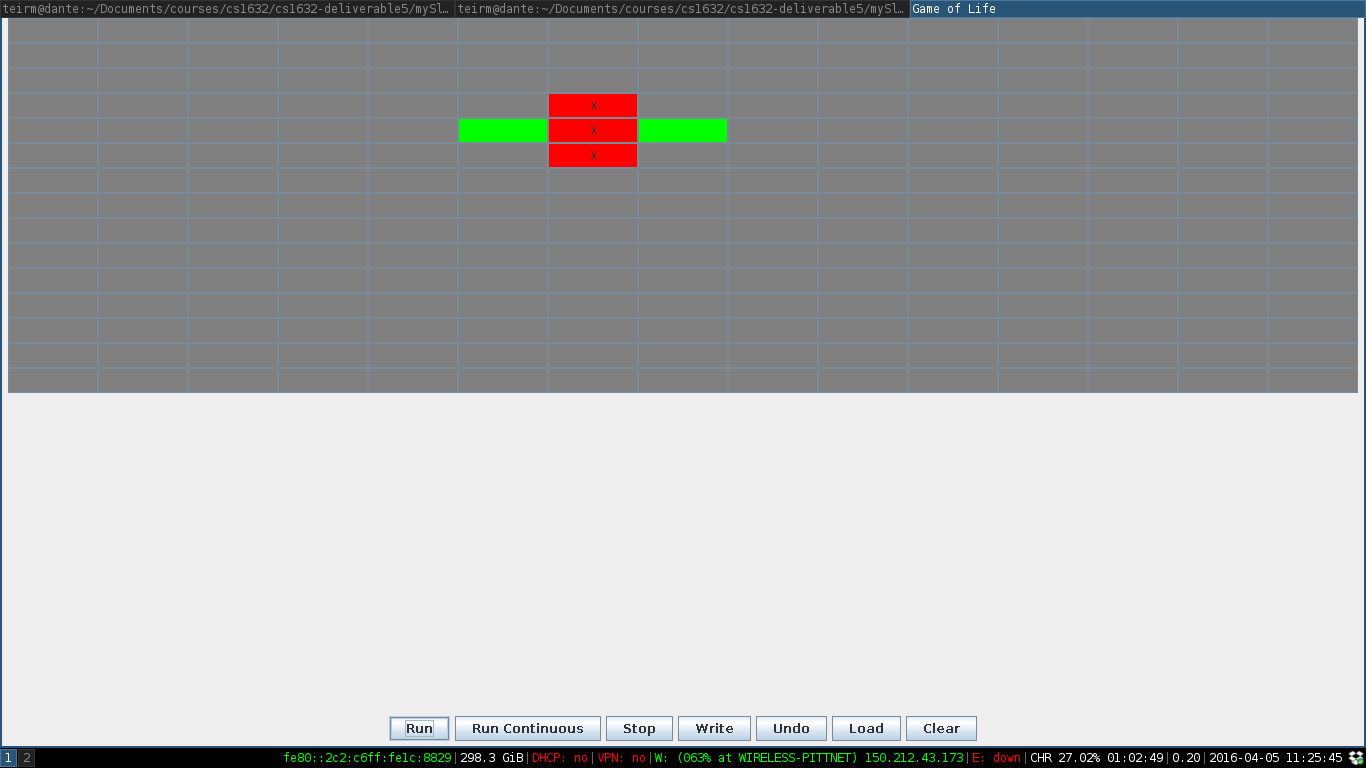 teirm@dante:~/Documents/courses/cs1632/cs1632-deliverable5/mySl… teirm@dante:~/Documents/courses/cs1632/cs1632-deliverable5/mySl… Game of Life
X
X
X
Run Run Continuous Stop Write Undo Load Clear
1 2 fe80::2c2:c6ff:fe1c:8829|298.3 GiB|DHCP: no|VPN: no|W: (063% at WIRELESS-PITTNET) 150.212.43.173|E: down|CHR 27.02% 01:02:49|0.20|2016-04-05 11:25:45